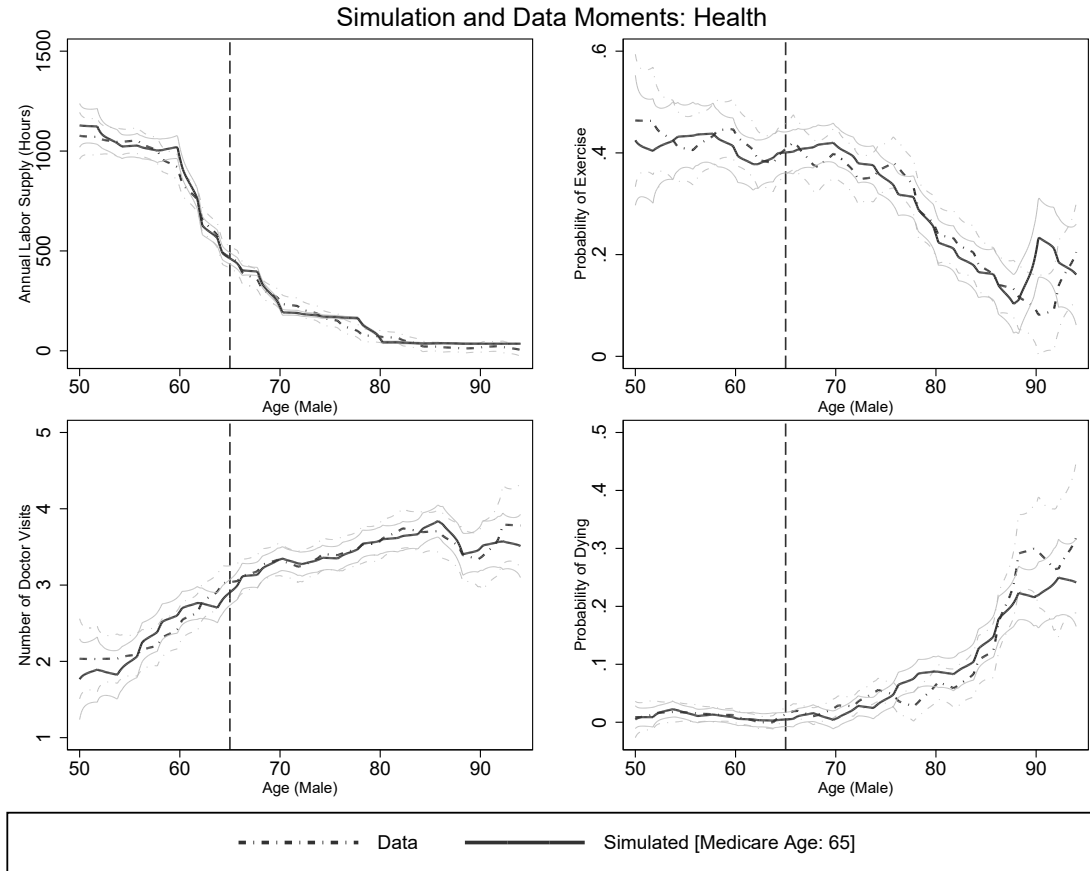 Simulation and Data Moments: Health
Annual Labor Supply (Hours)
1500
1000
500
0
50 60 70 80 90
Age (Male)
Probability of Exercise
.6
.4
.2
0
50 60 70 80 90
Age (Male)
Number of Doctor Visits
5
4
3
2
1
50 60 70 80 90
Age (Male)
Probability of Dying
.5
.4
.3
.2
.1
0
50 60 70 80 90
Age (Male)
Data Simulated [Medicare Age: 65]